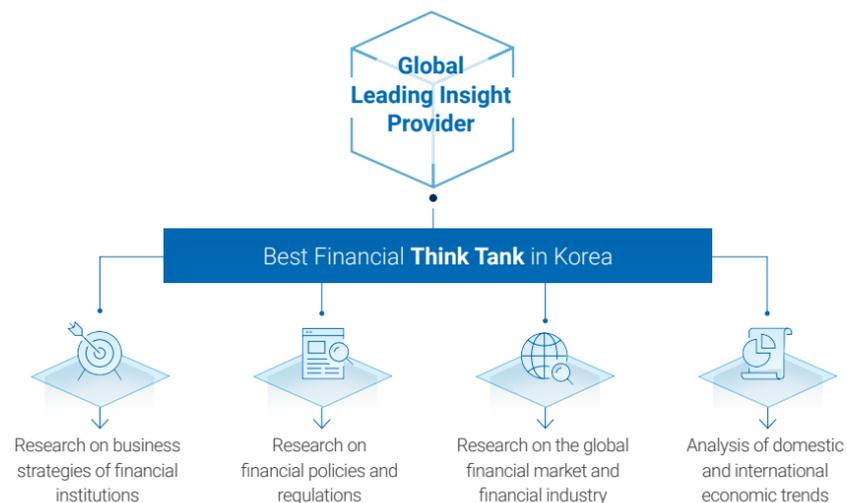 Global
Leading Insight
Provider
Best Financial Think Tank in Korea
Research on business
strategies of financial
institutions
Research on
financial policies and
regulations
Research on the global
financial market and
financial industry
Analysis of domestic
and international
economic trends